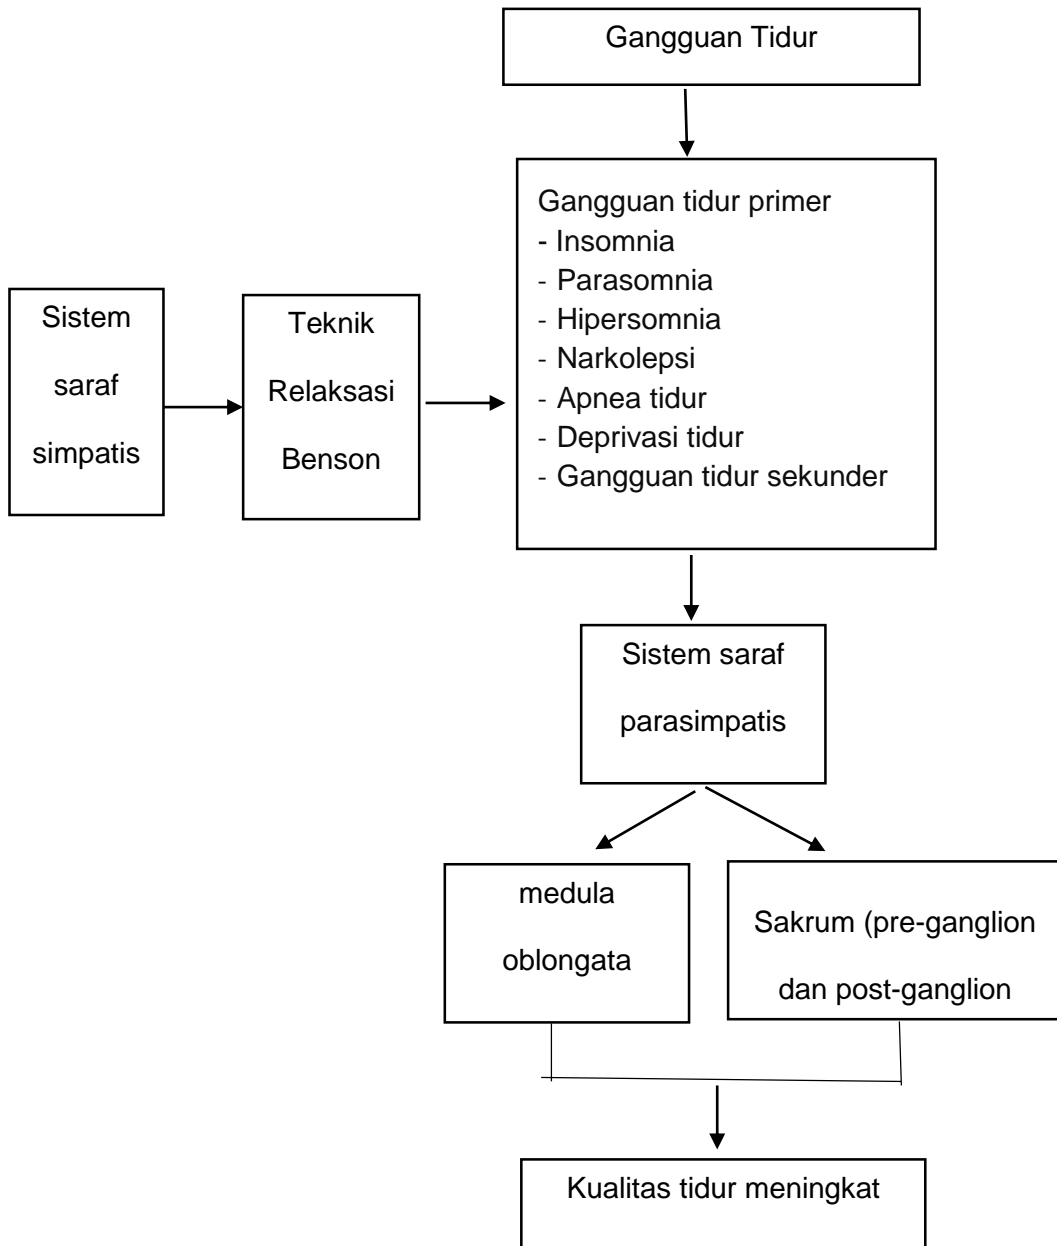 Gangguan Tidur
Gangguan tidur primer
- Insomnia
- Parasomnia
- Hipersomnia
- Narkolepsi
- Apnea tidur
- Deprivasi tidur
- Gangguan tidur sekunder
Sistem
saraf
simpatis
Teknik
Relaksasi
Benson
Sistem saraf
parasimpatis
medula
oblongata
Sakrum (pre-ganglion
dan post-ganglion
Kualitas tidur meningkat